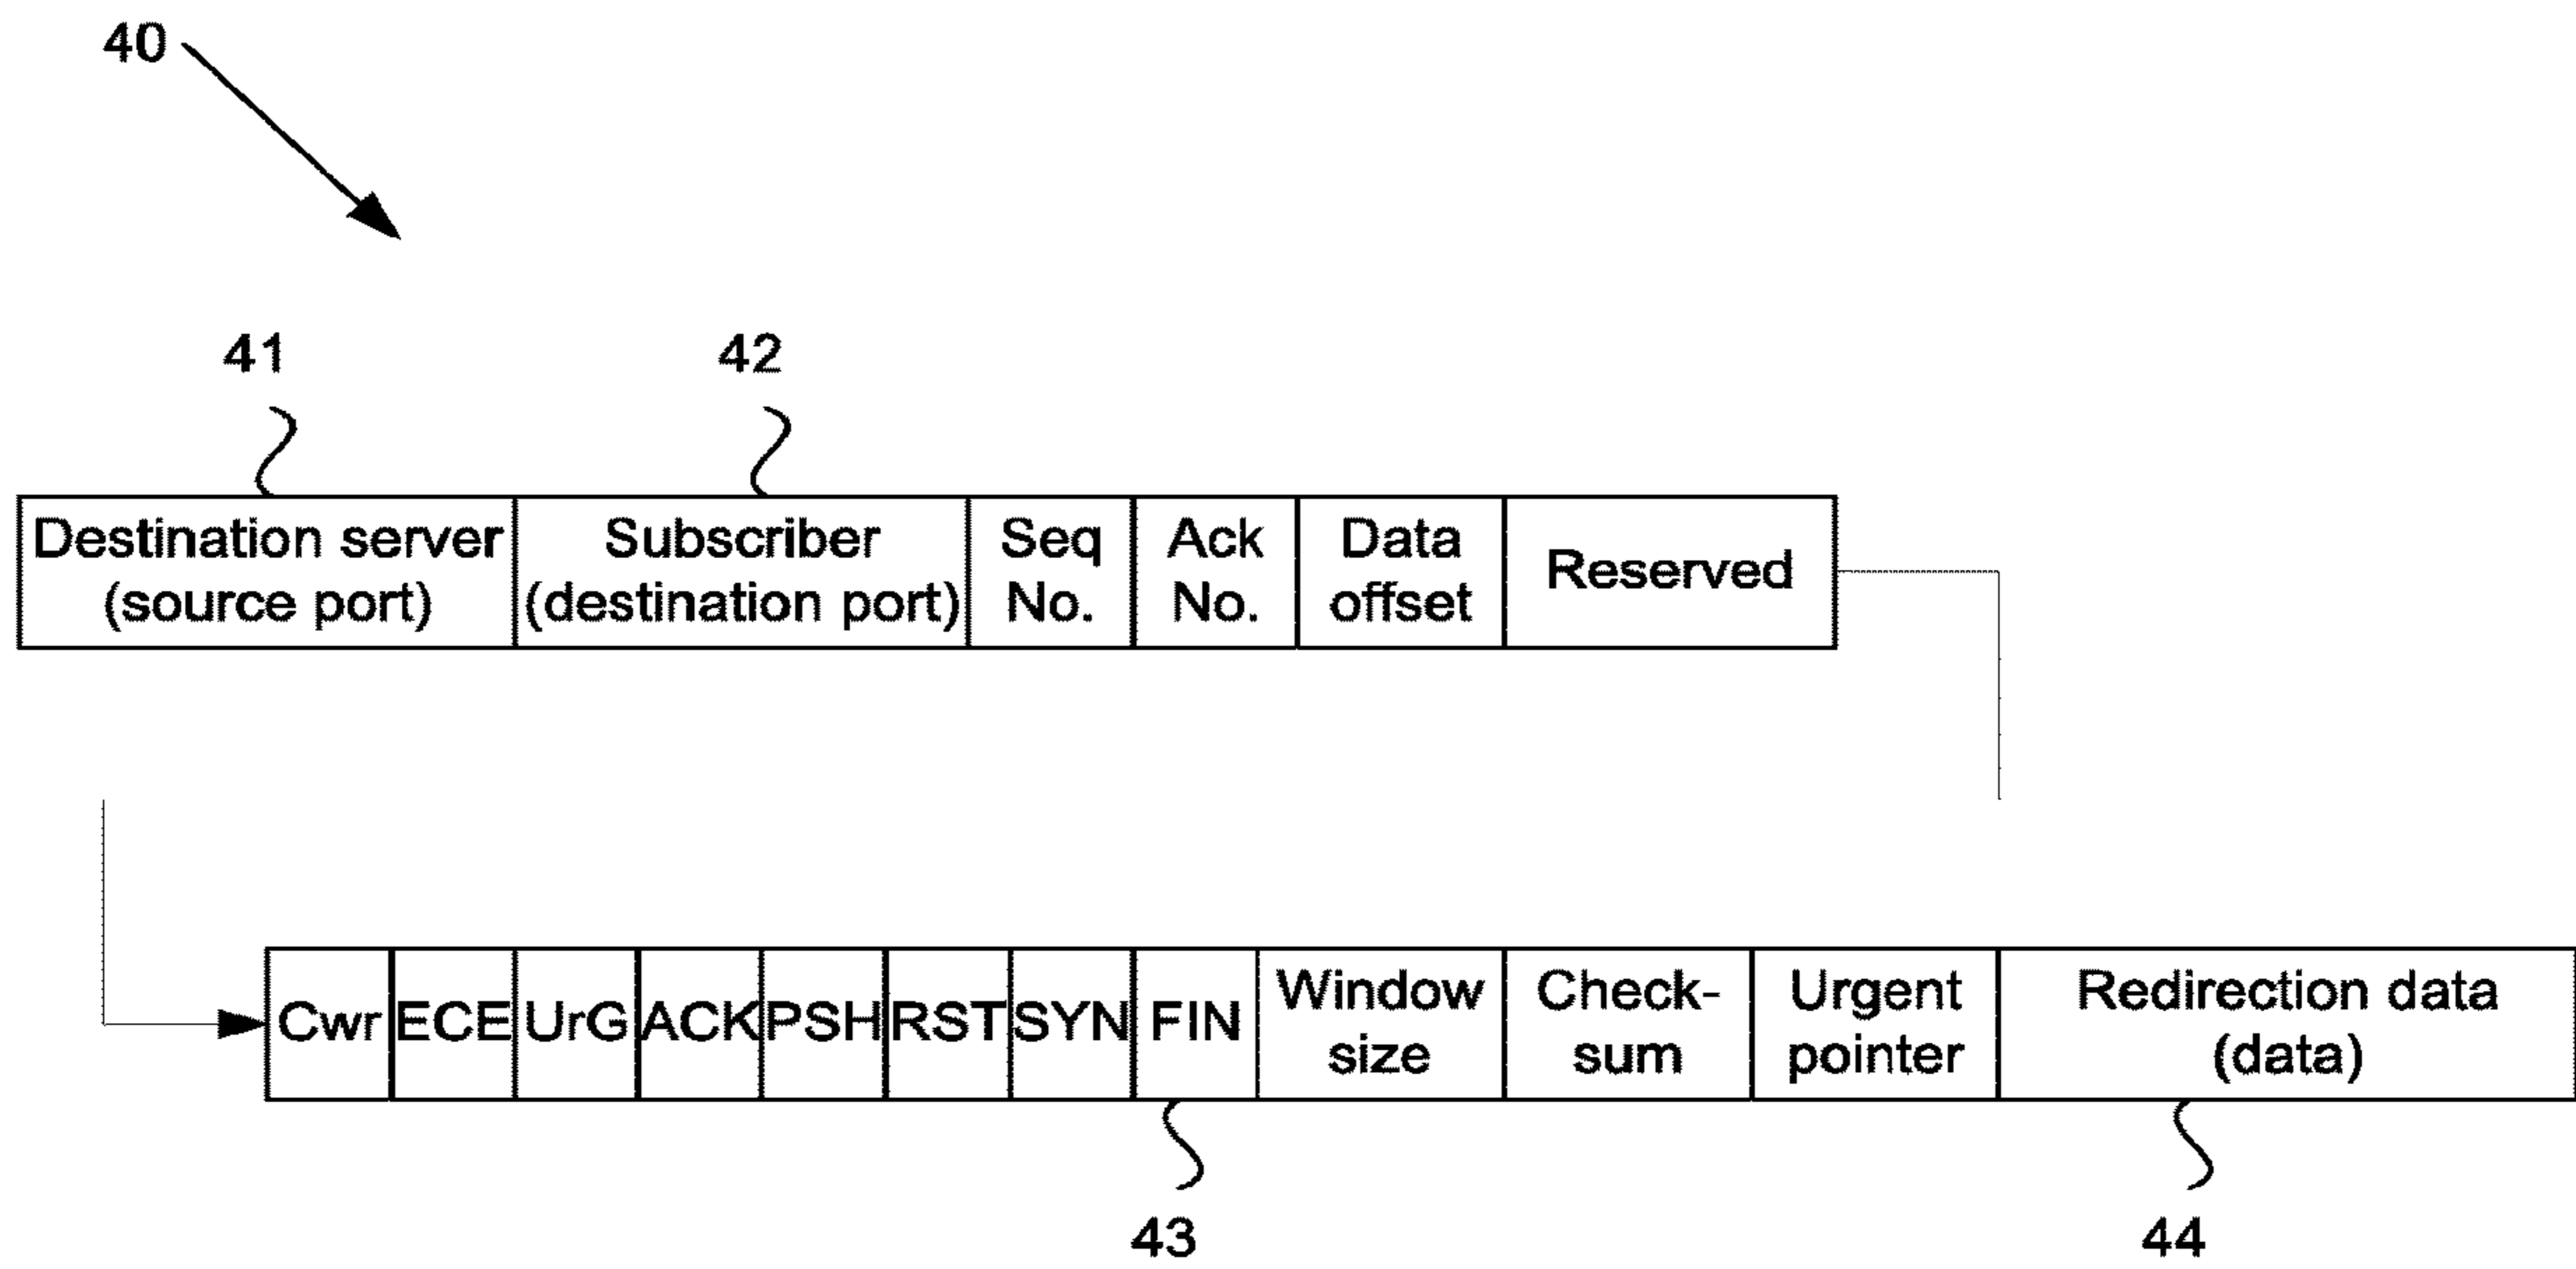 40
41
42
Destination server
(source port)
Subscriber
(destination port)
Seq
No.
Ack
No.
Data
offset
Reserved
Cwr
ECE
UrG
ACK
PSH
RST
SYN
FIN
Window
size
Check-
sum
Urgent
pointer
Redirection data
(data)
43
44